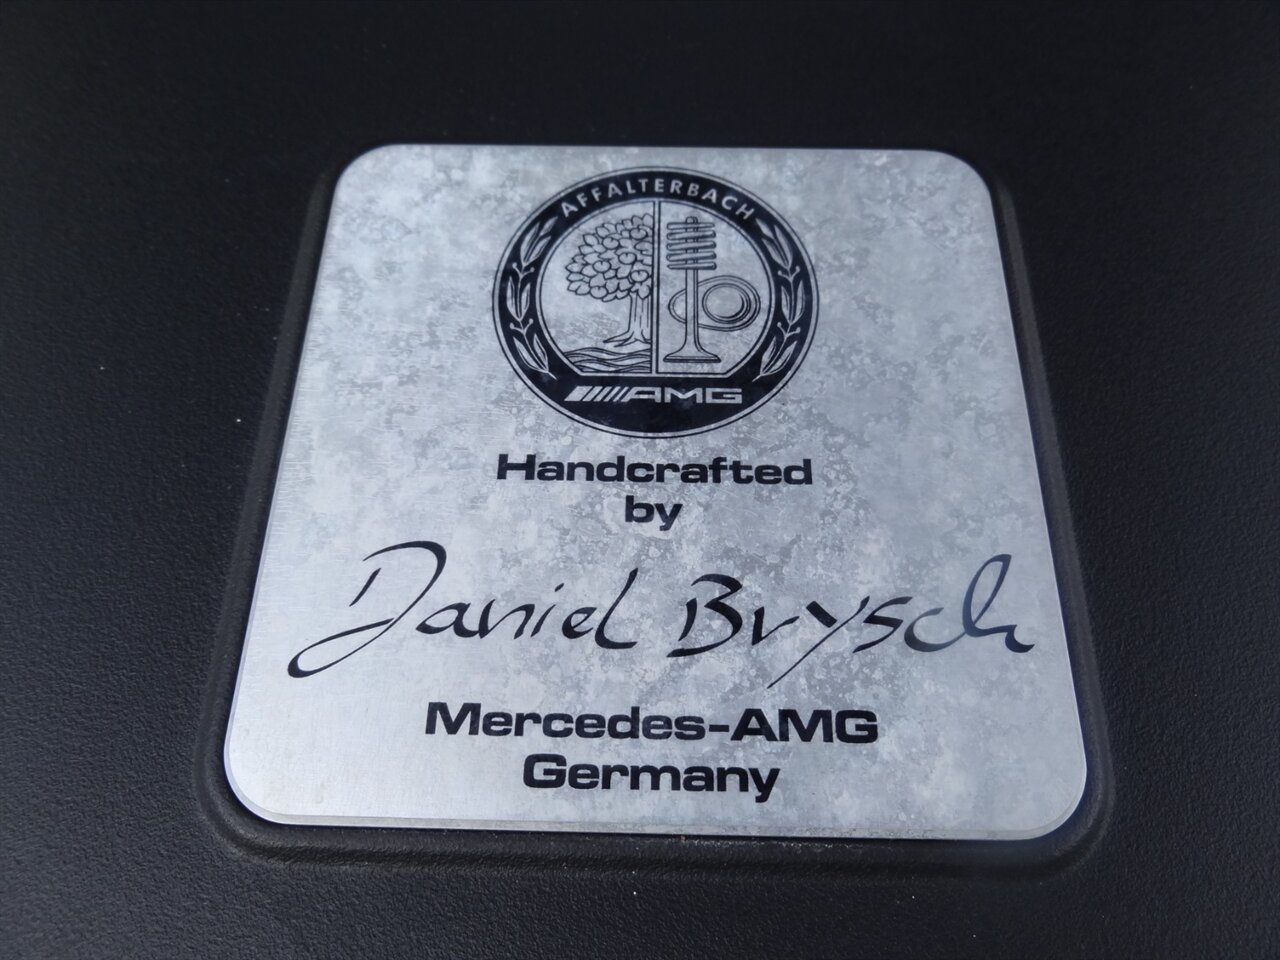 AFFALTERBACH
AMG
Handcrafted
by
Daniel Brysch
Mercedes-AMG
Germany